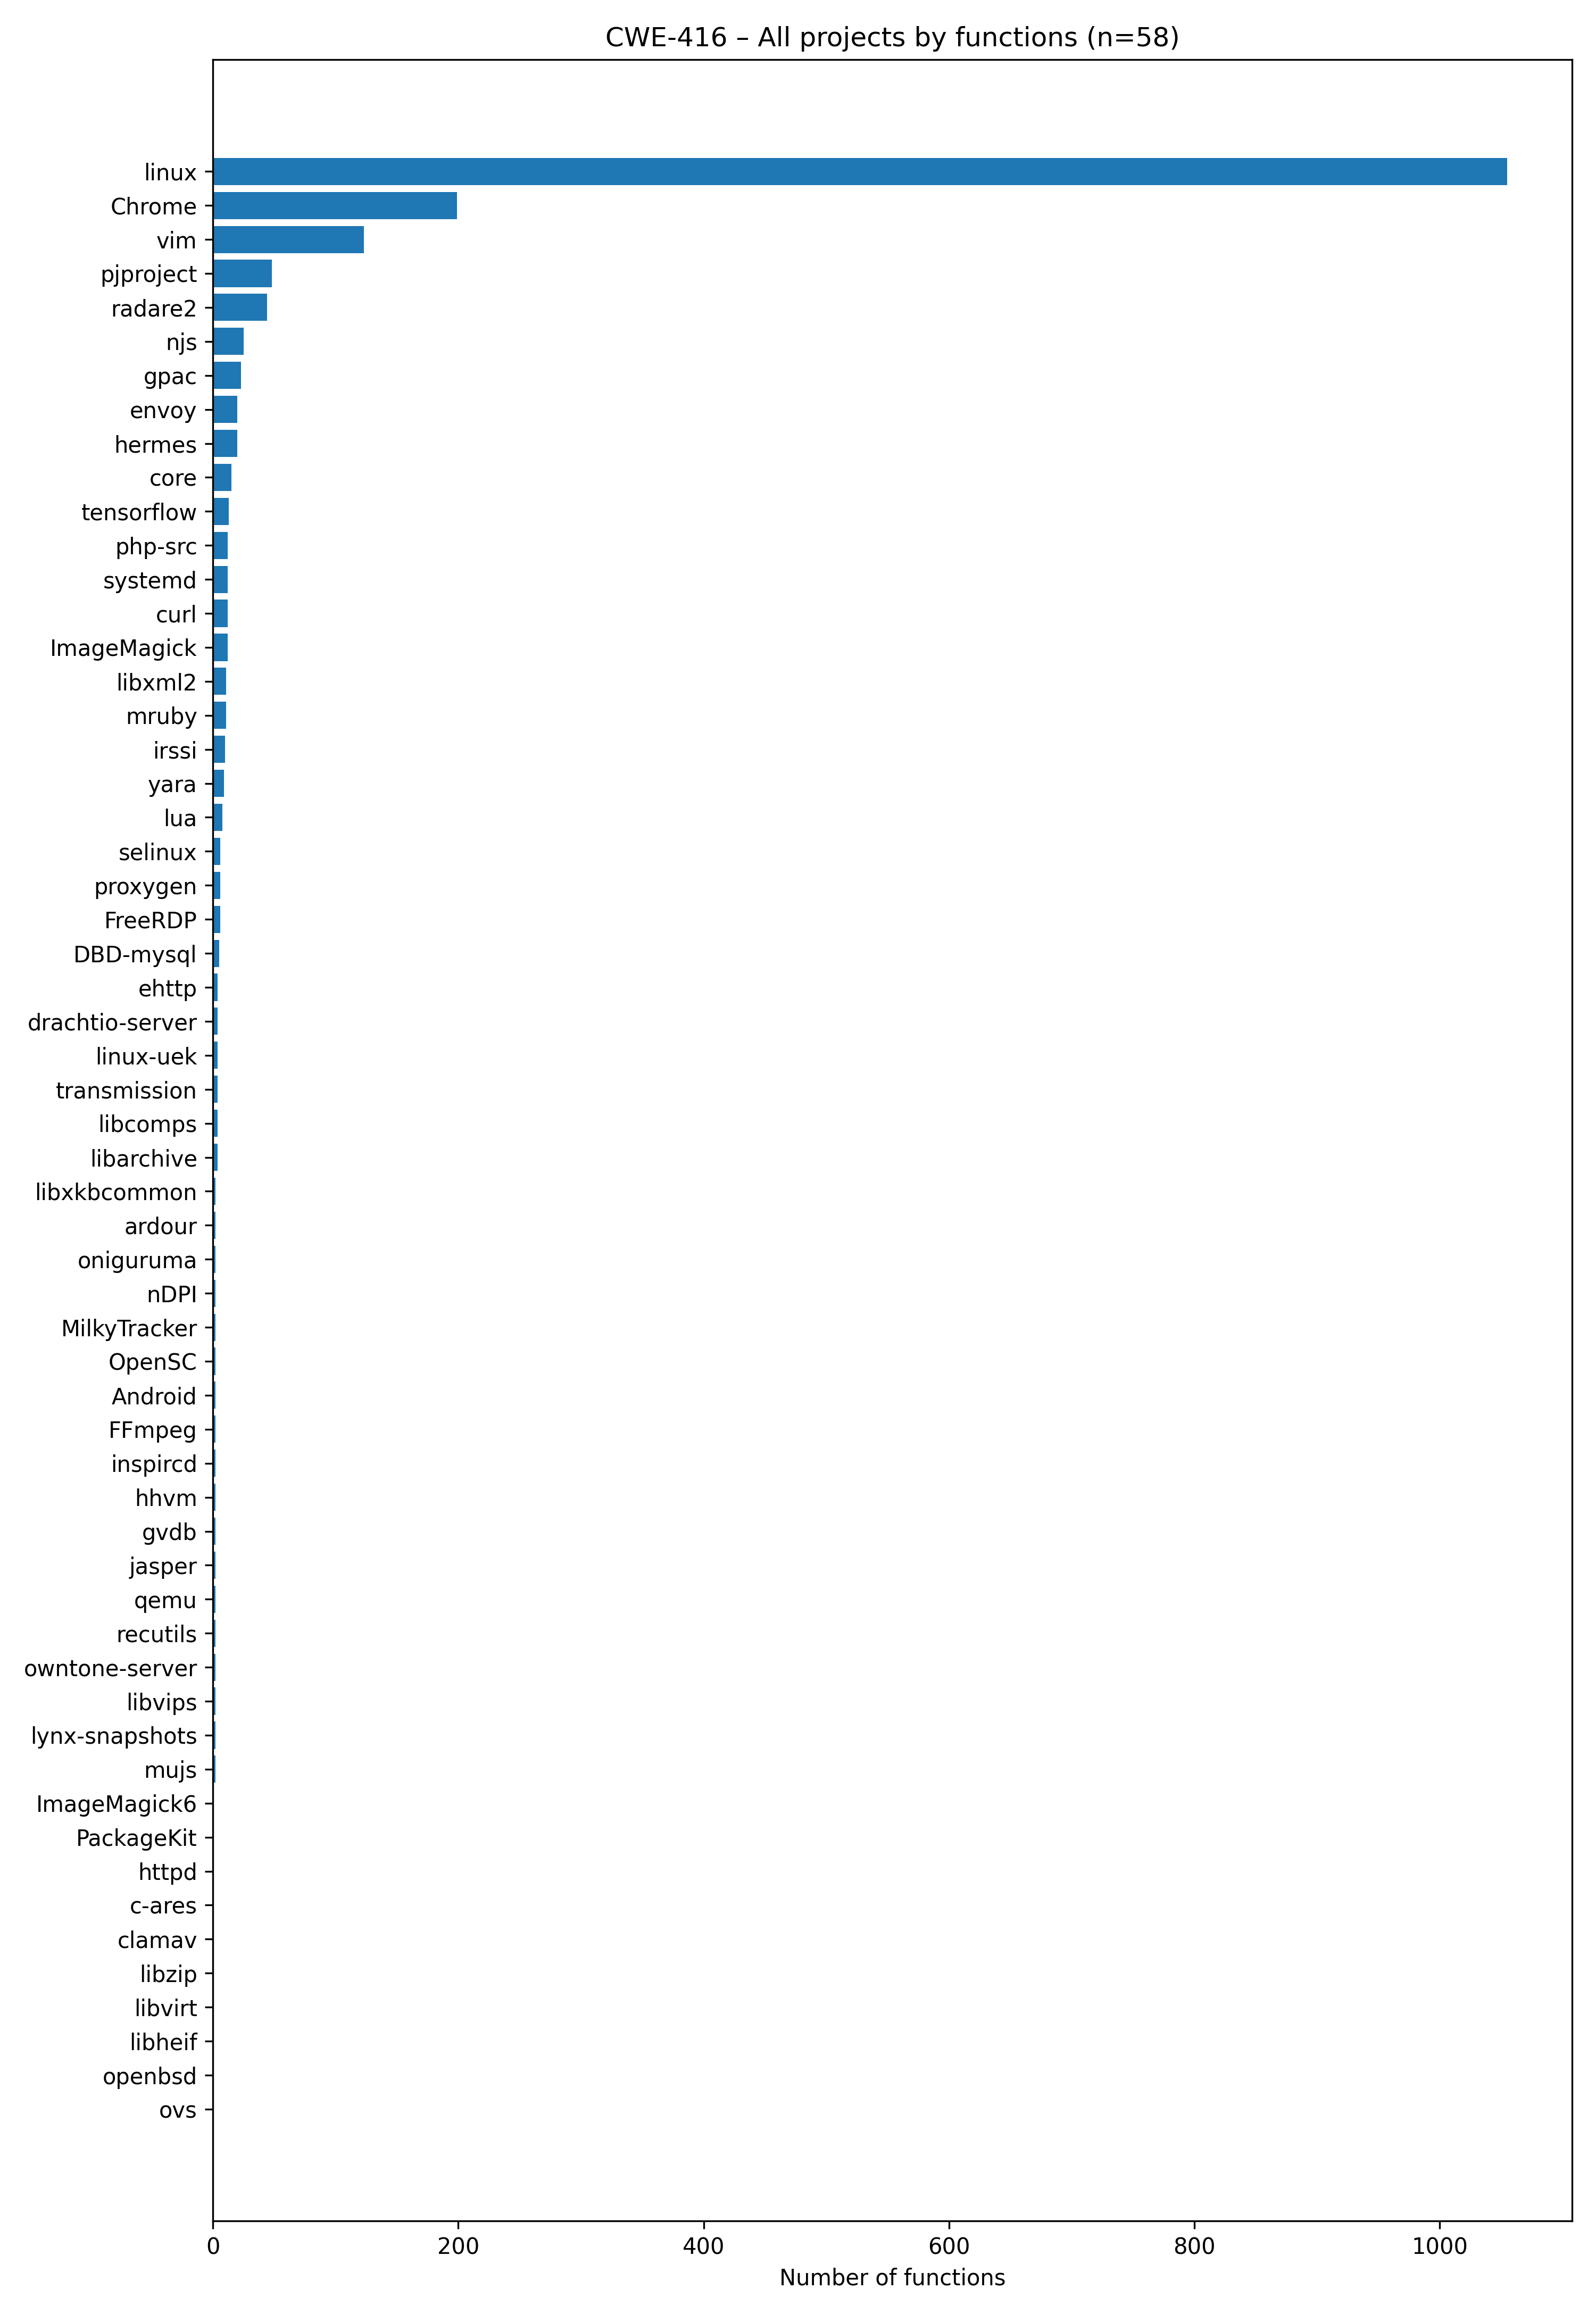 CWE-416 – All projects by functions (n=58)
linux
Chrome
vim
pjproject
radare2
njs
gpac
envoy
hermes
core
tensorflow
php-src
systemd
curl
ImageMagick
libxml2
mruby
irssi
yara
lua
selinux
proxygen
FreeRDP
DBD-mysql
ehttp
drachtio-server
linux-uek
transmission
libcomps
libarchive
libxkbcommon
ardour
oniguruma
nDPI
MilkyTracker
OpenSC
Android
FFmpeg
inspircd
hhvm
gvdb
jasper
qemu
recutils
owntone-server
libvips
lynx-snapshots
mujs
ImageMagick6
PackageKit
httpd
c-ares
clamav
libzip
libvirt
libheif
openbsd
ovs
0 200 400 600 800 1000
Number of functions